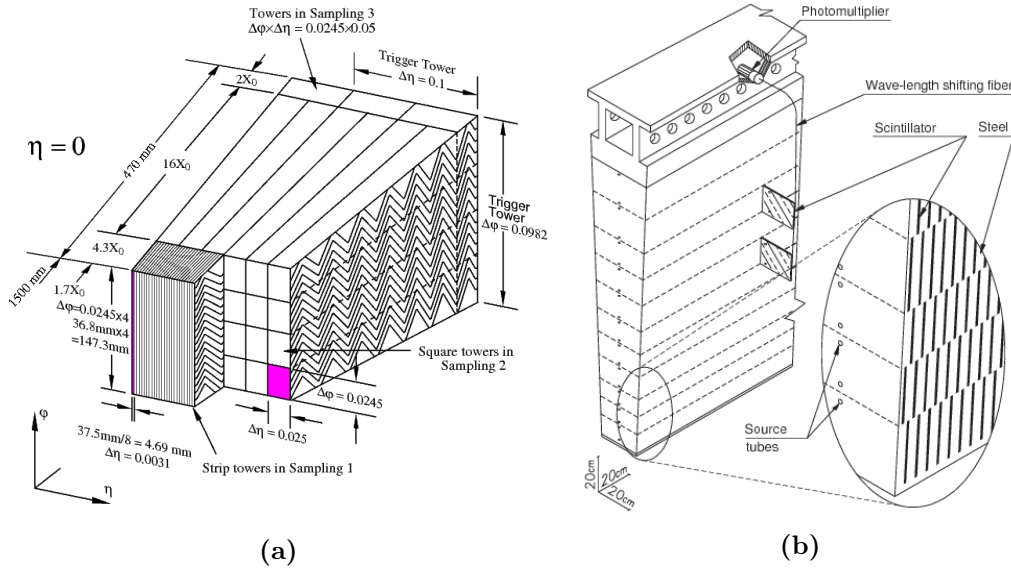 Towers in Sampling 3
Δφ×Δη = 0.0245×0.05
Trigger Tower
Δη = 0.1
2X₀
η = 0
470 mm
16X₀
Trigger
Tower
Δφ = 0.0982
4.3X₀
1500 mm
1.7X₀
Δφ=0.0245x4
36.8mmx4
=147.3mm
Square towers in
Sampling 2
Δφ = 0.0245
Δη = 0.025
37.5mm/8 = 4.69 mm
Δη = 0.0031
Strip towers in Sampling 1
φ
η
(a)
Photomultiplier
Wave-length shifting fiber
Scintillator
Steel
Source
tubes
20cm
20cm
20cm
(b)